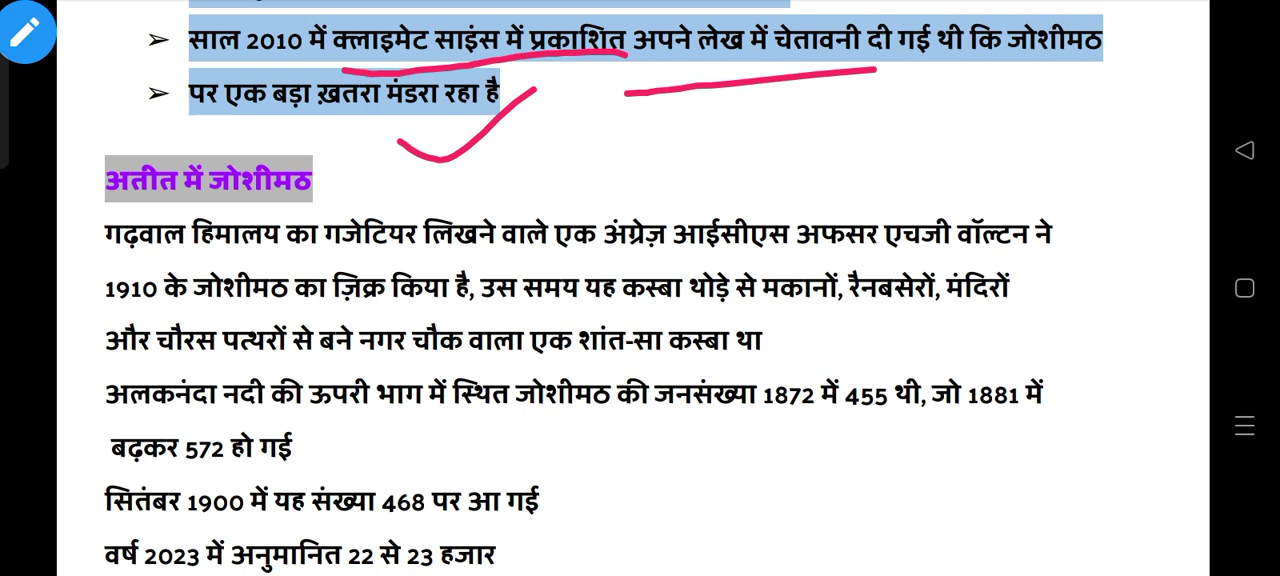 ➢ साल 2010 में क्लाइमेट साइंस में प्रकाशित अपने लेख में चेतावनी दी गई थी कि जोशीमठ
➢ पर एक बड़ा ख़तरा मंडरा रहा है
अतीत में जोशीमठ
गढ़वाल हिमालय का गजेटियर लिखने वाले एक अंग्रेज़ आईसीएस अफसर एचजी वॉल्टन ने
1910 के जोशीमठ का ज़िक्र किया है, उस समय यह कस्बा थोड़े से मकानों, रैनबसेरों, मंदिरों
और चौरस पत्थरों से बने नगर चौक वाला एक शांत-सा कस्बा था
अलकनंदा नदी की ऊपरी भाग में स्थित जोशीमठ की जनसंख्या 1872 में 455 थी, जो 1881 में
बढ़कर 572 हो गई
सितंबर 1900 में यह संख्या 468 पर आ गई
वर्ष 2023 में अनुमानित 22 से 23 हजार